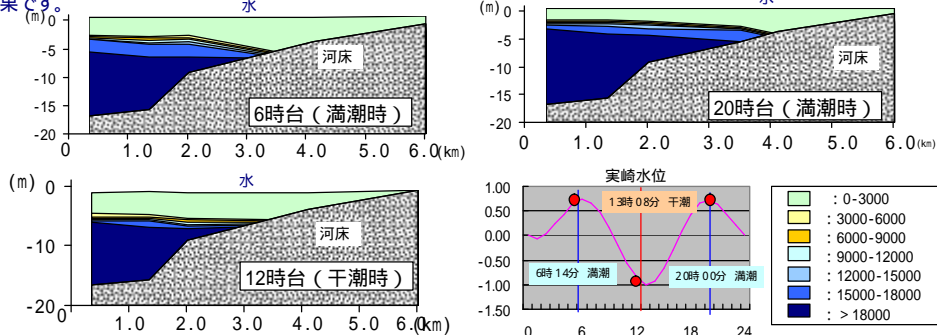 果です。
(m)
水
0
-5
-10
-15
-20
河床
6時台（満潮時）
0 1.0 2.0 3.0 4.0 5.0 6.0(km)
(m)
水
0
-5
-10
-15
-20
河床
20時台（満潮時）
0 1.0 2.0 3.0 4.0 5.0 6.0(km)
(m)
水
0
-10
-20
河床
12時台（干潮時）
0 1.0 2.0 3.0 4.0 5.0 6.0(km)
実崎水位
1.00
0.50
0.00
-0.50
-1.00
-1.50
13時08分 干潮
6時14分 満潮
20時00分 満潮
0 6 12 18 24
: 0-3000
: 3000-6000
: 6000-9000
: 9000-12000
: 12000-15000
: 15000-18000
: >18000